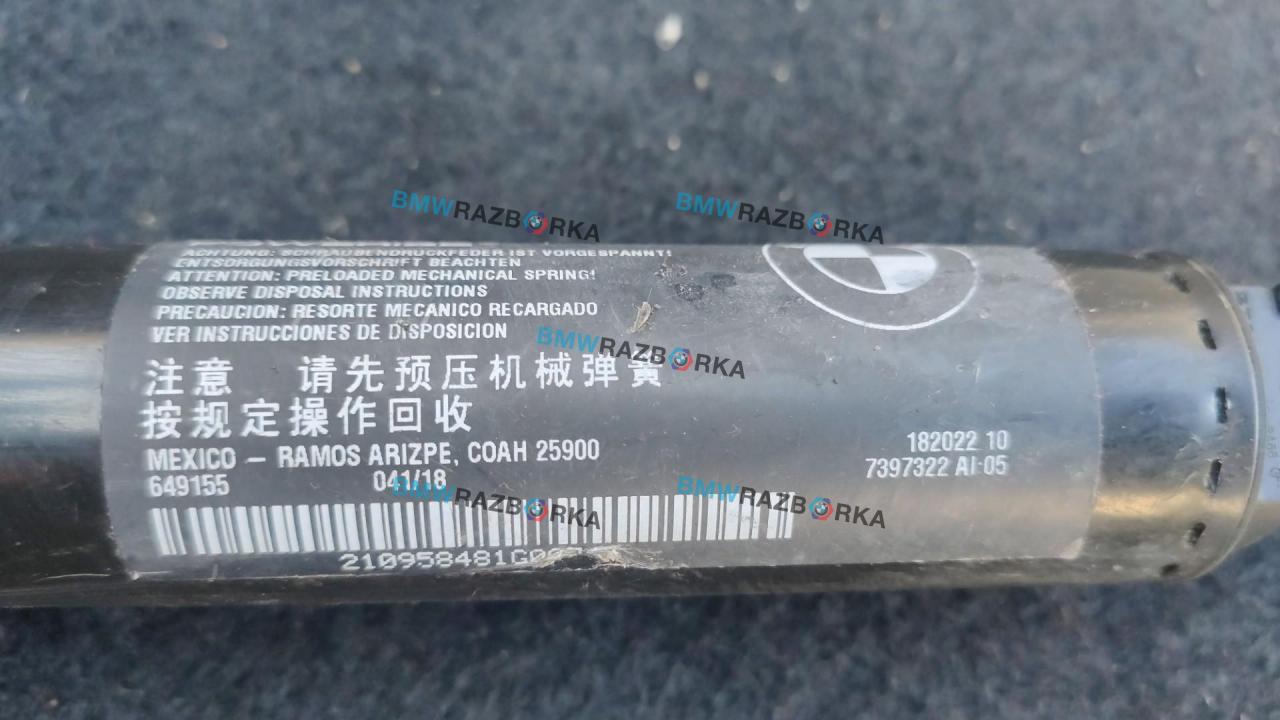 BMWRAZBORKA BMWRAZBORKA
ACHTUNG: SCHRAUBENDRUCKFEDER IST VORGESPANNT!
ENTSORGUNGSVORSCHRIFT BEACHTEN
ATTENTION: PRELOADED MECHANICAL SPRING!
OBSERVE DISPOSAL INSTRUCTIONS
PRECAUCION: RESORTE MECANICO RECARGADO
VER INSTRUCCIONES DE DISPOSICION
BMWRAZBORKA
注意 请先预压机械弹簧
按规定操作回收
MEXICO – RAMOS ARIZPE, COAH 25900
649155 041/18
182022 10
7397322 AI-05
BMWRAZBORKA BMWRAZBORKA